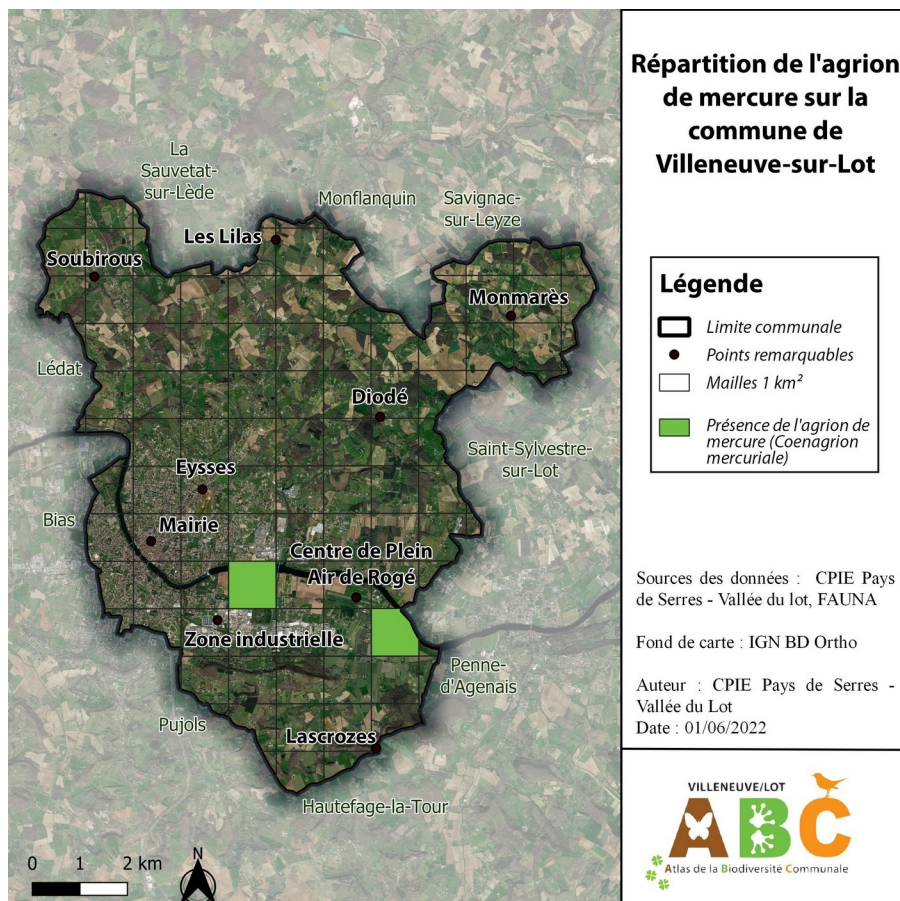 Répartition de l'agrion
de mercure sur la
commune de
Villeneuve-sur-Lot
La
Sauvetat-
sur-Lède
Monflanquin
Savignac-
sur-Leyze
Les Lilas
Soubirous
Monmarès
Lédat
Diodé
Saint-Sylvestre-
sur-Lot
Eysses
Bias
Mairie
Centre de Plein
Air de Rogé
Zone industrielle
Penne-
d'Agenais
Pujols
Lascrozes
Hautefage-la-Tour
0 1 2 km
N
Légende
Limite communale
Points remarquables
Mailles 1 km²
Présence de l'agrion de
mercure (Coenagrion
mercuriale)
Sources des données : CPIE Pays
de Serres - Vallée du lot, FAUNA
Fond de carte : IGN BD Ortho
Auteur : CPIE Pays de Serres -
Vallée du Lot
Date : 01/06/2022
VILLENEUVE/LOT
ABC
Atlas de la Biodiversité Communale